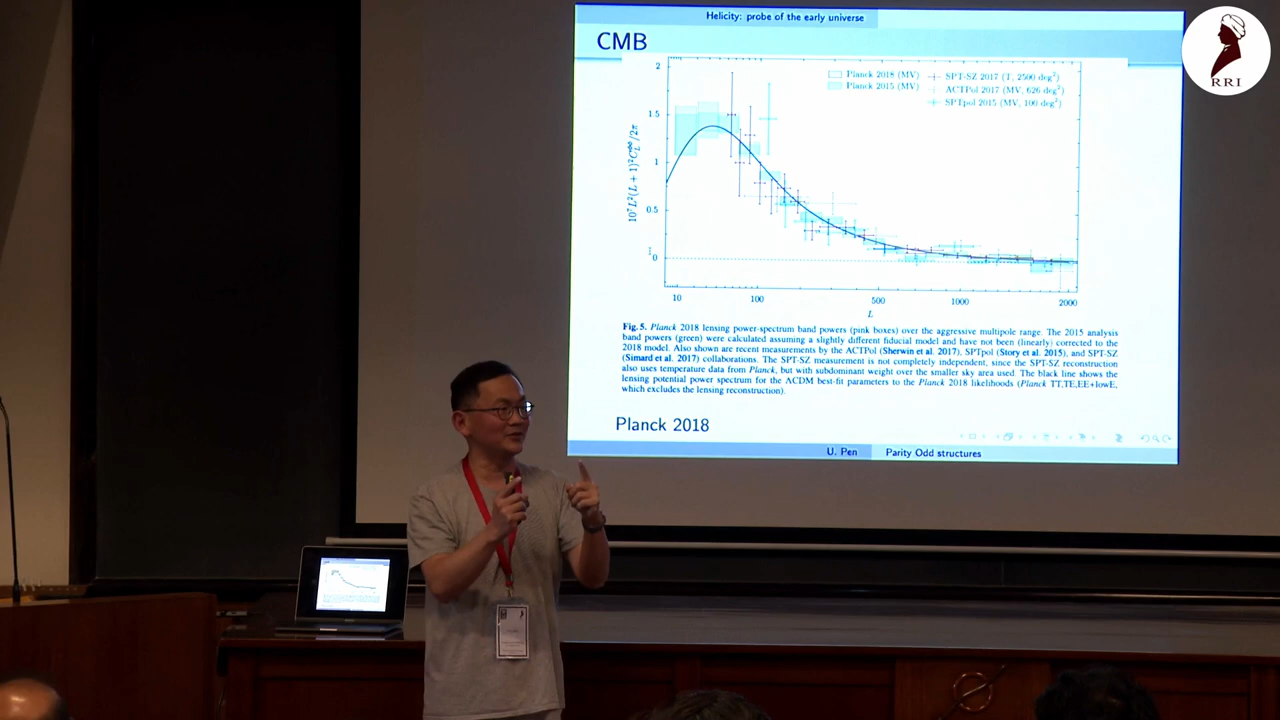 Helicity: probe of the early universe
CMB
RRI
2
1.5
1
0.5
0
10⁷L²(L + 1)²C_L^ϕϕ/2π
Planck 2018 (MV)
Planck 2015 (MV)
SPT-SZ 2017 (T, 2500 deg²)
ACTPol 2017 (MV, 626 deg²)
SPTpol 2015 (MV, 100 deg²)
10 100 500 1000 2000
L
Fig. 5. Planck 2018 lensing power-spectrum band powers (pink boxes) over the aggressive multipole range. The 2015 analysis
band powers (green) were calculated assuming a slightly different fiducial model and have not been (linearly) corrected to the
2018 model. Also shown are recent measurements by the ACTPol (Sherwin et al. 2017), SPTpol (Story et al. 2015), and SPT-SZ
(Simard et al. 2017) collaborations. The SPT-SZ measurement is not completely independent, since the SPT-SZ reconstruction
also uses temperature data from Planck, but with subdominant weight over the smaller sky area used. The black line shows the
lensing potential power spectrum for the ΛCDM best-fit parameters to the Planck 2018 likelihoods (Planck TT,TE,EE+lowE,
which excludes the lensing reconstruction).
Planck 2018
U. Pen Parity Odd structures